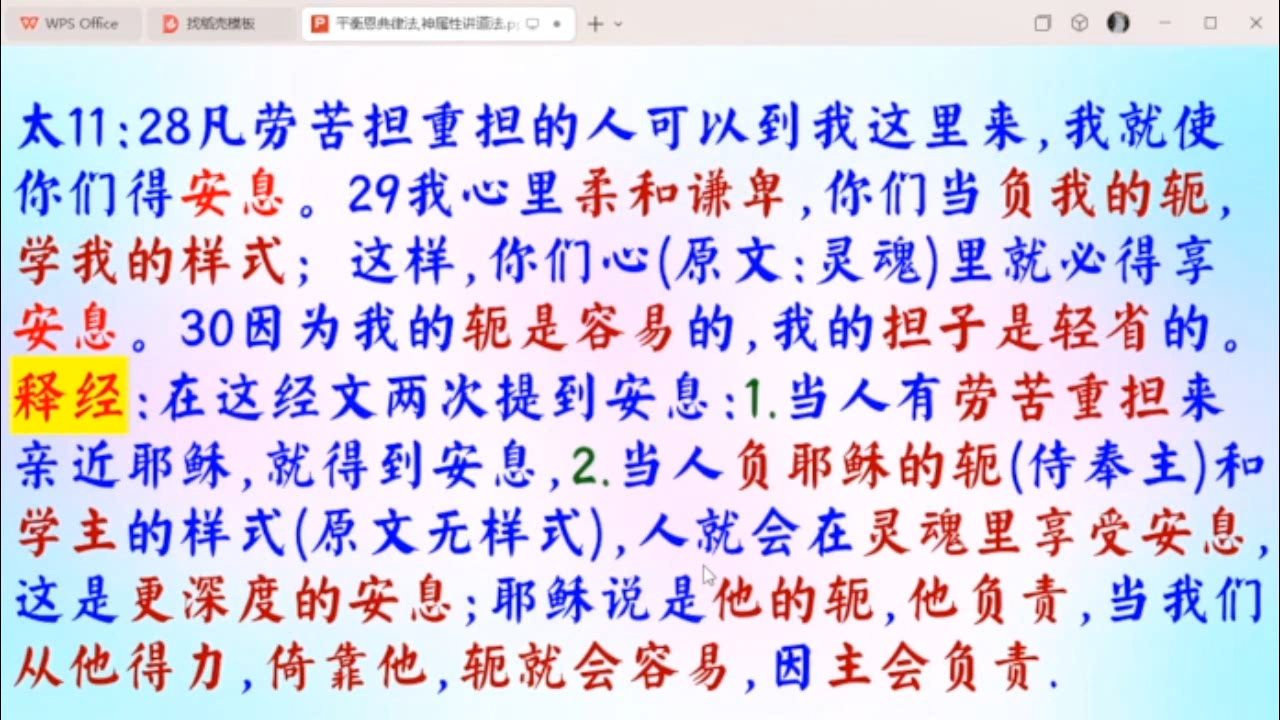 WPS Office 找稻壳模板 平衡恩典律法,神属性讲道法.p
太11:28凡劳苦担重担的人可以到我这里来,我就使
你们得安息。29我心里柔和谦卑,你们当负我的轭,
学我的样式；这样,你们心(原文:灵魂)里就必得享
安息。30因为我的轭是容易的,我的担子是轻省的。
释经:在这经文两次提到安息:1.当人有劳苦重担来
亲近耶稣,就得到安息,2.当人负耶稣的轭(侍奉主)和
学主的样式(原文无样式),人就会在灵魂里享受安息,
这是更深度的安息;耶稣说是他的轭,他负责,当我们
从他得力,倚靠他,轭就会容易,因主会负责.